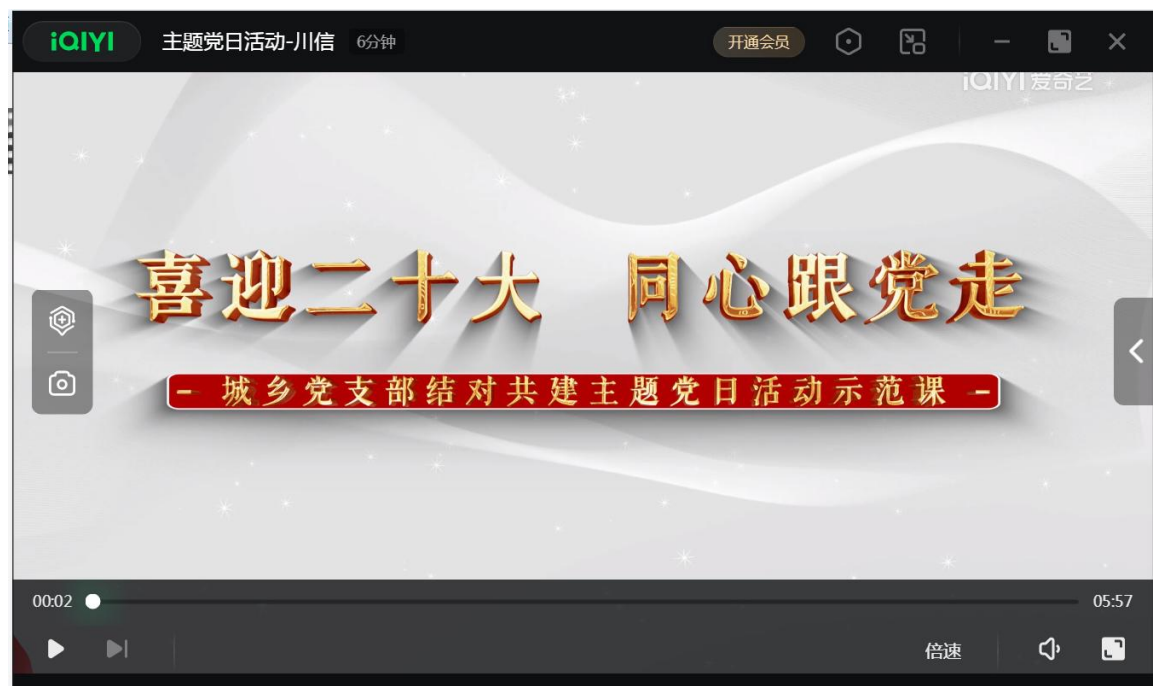 iQIYI 主题党日活动-川信 6分钟 开通会员
iQIYI 爱奇艺
喜迎二十大 同心跟党走
- 城乡党支部结对共建主题党日活动示范课 -
00:02 05:57
倍速